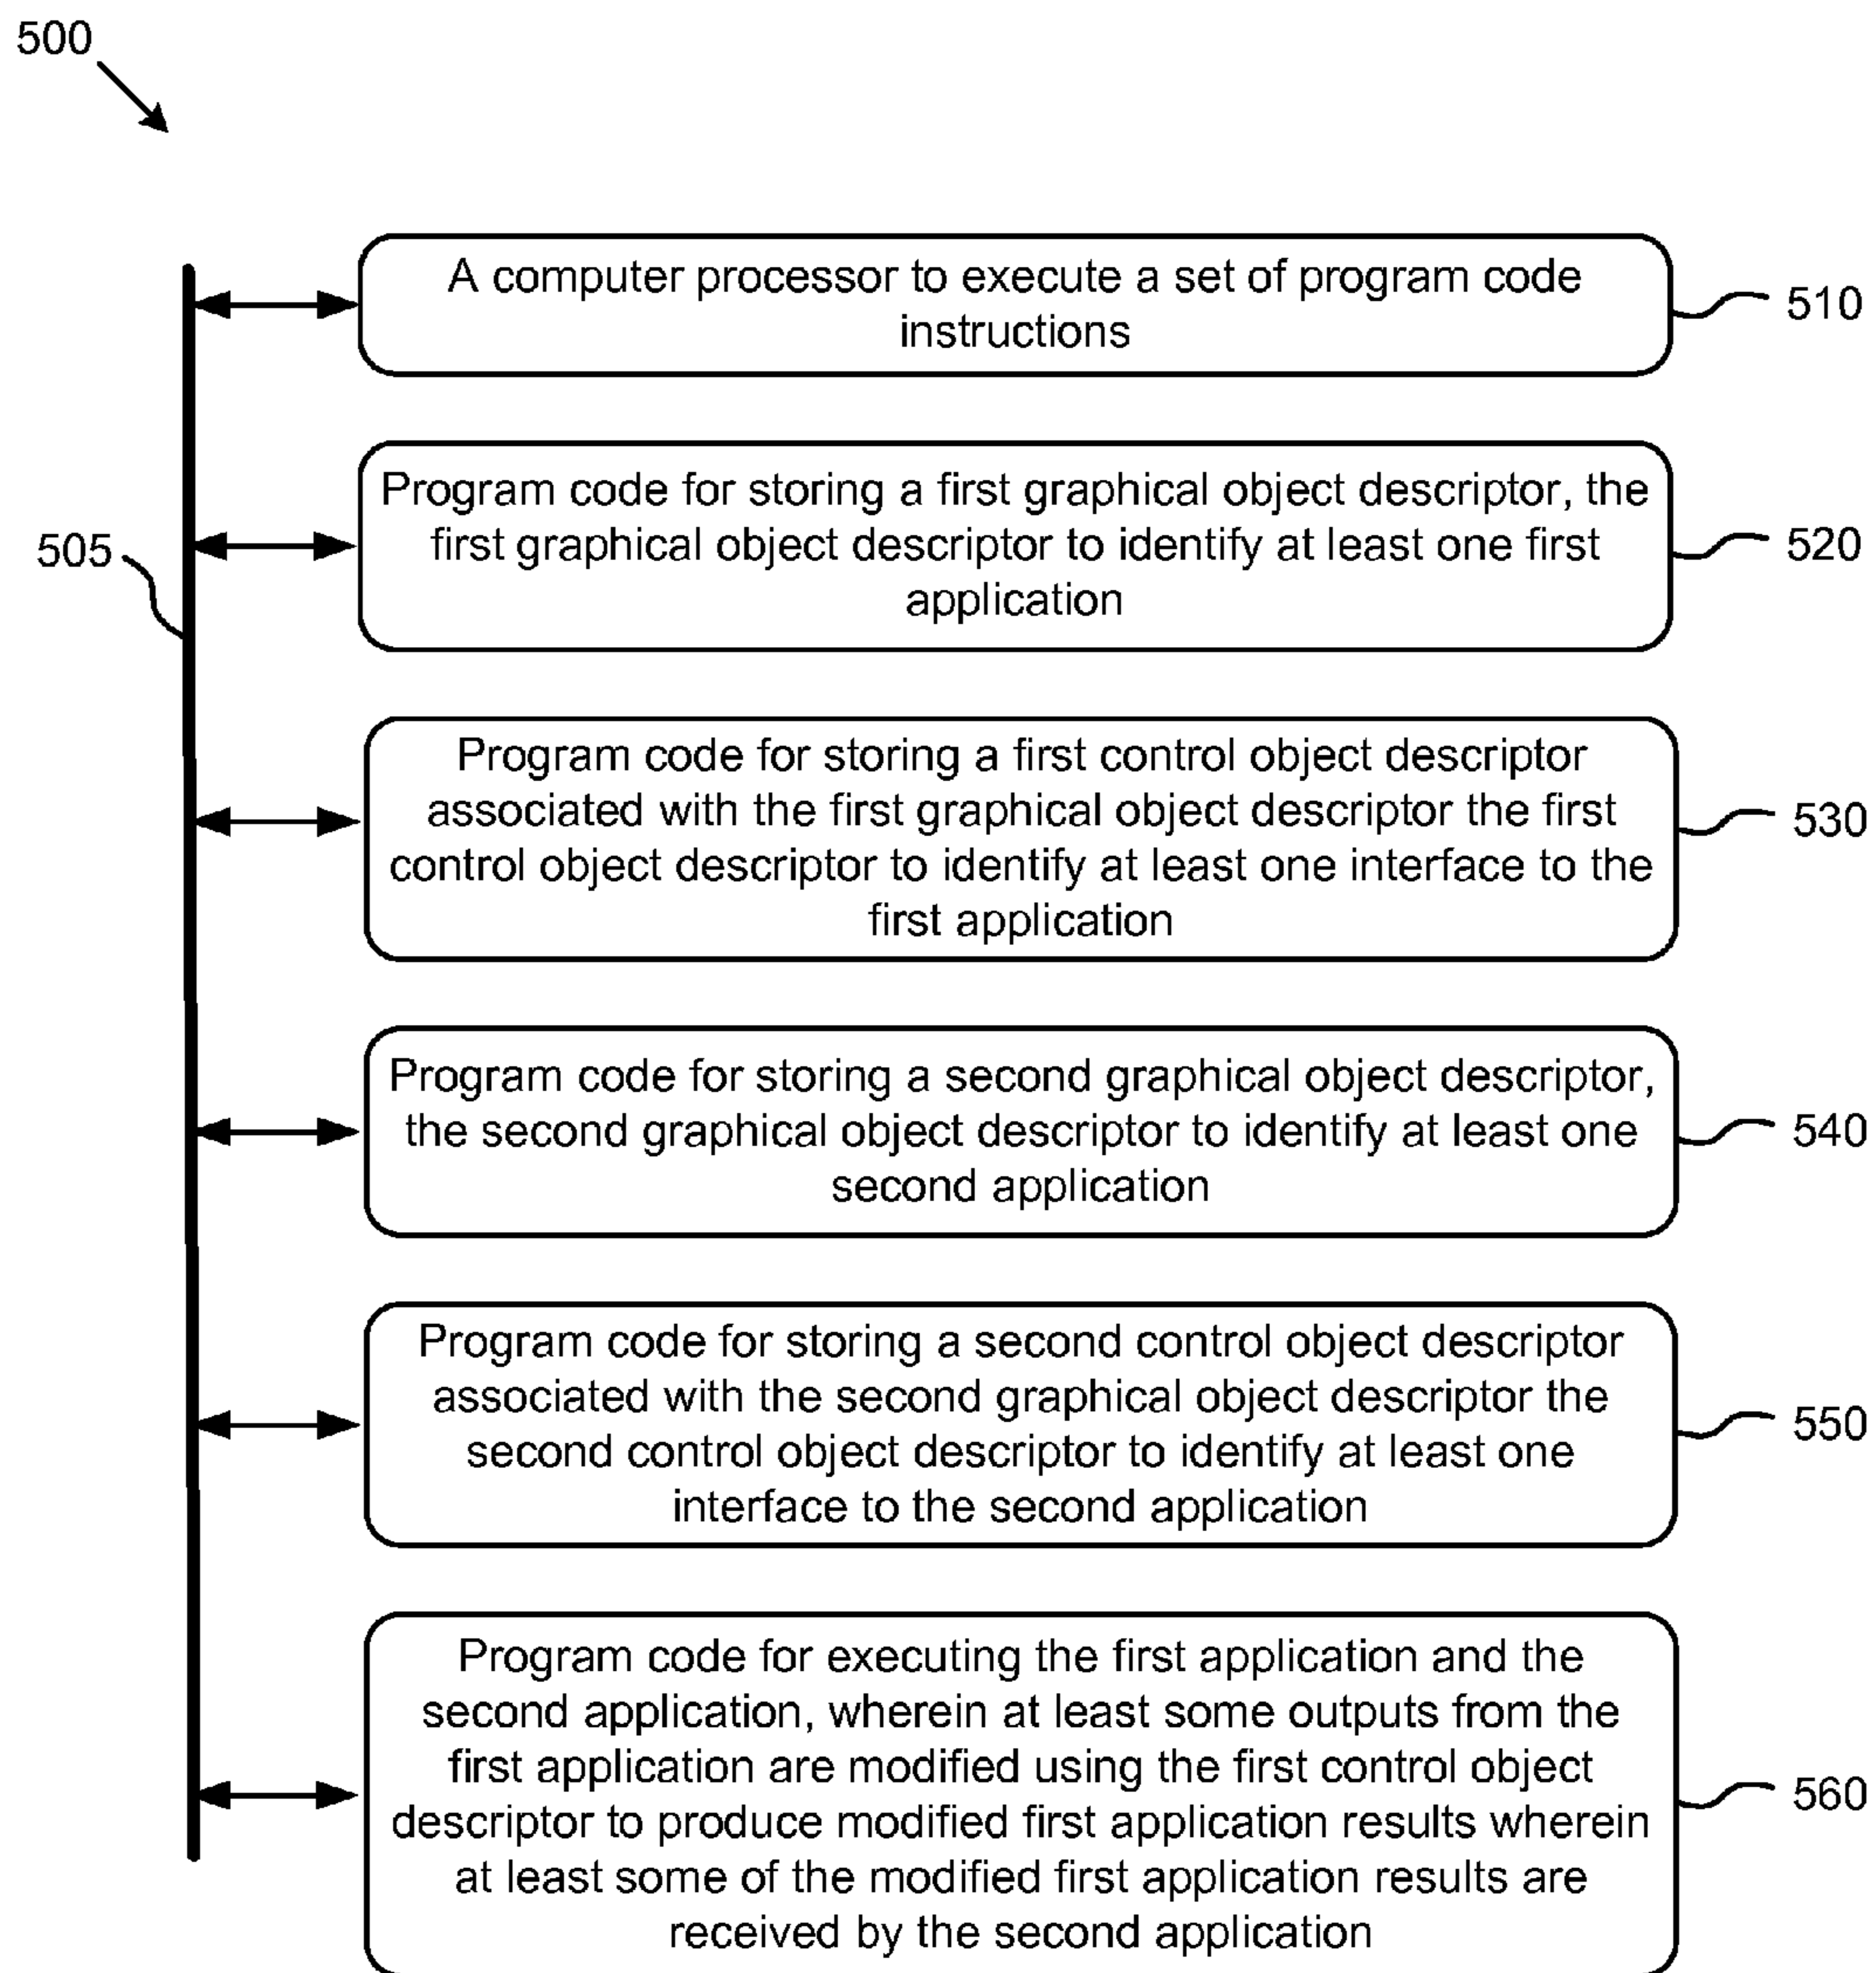 500
A computer processor to execute a set of program code
instructions
510
Program code for storing a first graphical object descriptor, the
first graphical object descriptor to identify at least one first
application
520
505
Program code for storing a first control object descriptor
associated with the first graphical object descriptor the first
control object descriptor to identify at least one interface to the
first application
530
Program code for storing a second graphical object descriptor,
the second graphical object descriptor to identify at least one
second application
540
Program code for storing a second control object descriptor
associated with the second graphical object descriptor the
second control object descriptor to identify at least one
interface to the second application
550
Program code for executing the first application and the
second application, wherein at least some outputs from the
first application are modified using the first control object
descriptor to produce modified first application results wherein
at least some of the modified first application results are
received by the second application
560